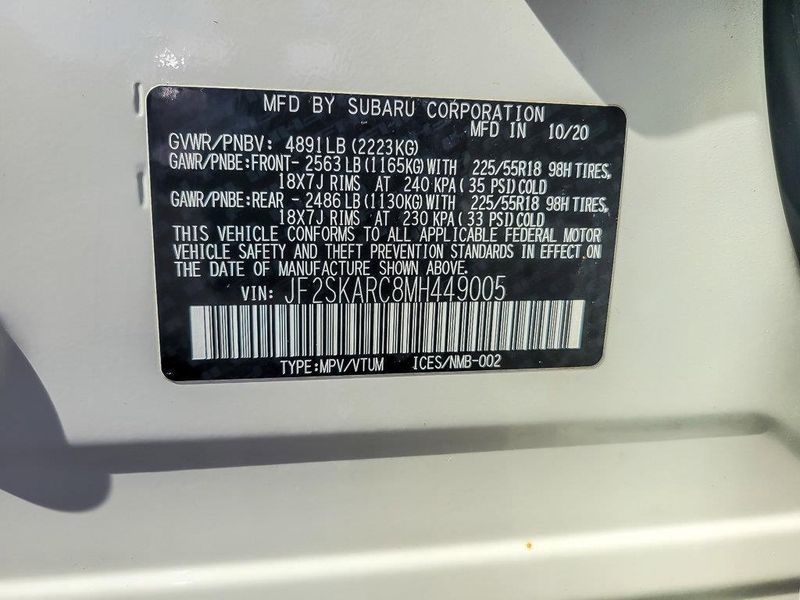 MFD BY SUBARU CORPORATION
MFD IN 10/20
GVWR/PNBV: 4891LB (2223KG)
GAWR/PNBE:FRONT- 2563 LB (1165KG) WITH 225/55R18 98H TIRES,
18X7J RIMS AT 240 KPA ( 35 PSI) COLD
GAWR/PNBE:REAR - 2486 LB (1130KG) WITH 225/55R18 98H TIRES,
18X7J RIMS AT 230 KPA ( 33 PSI) COLD
THIS VEHICLE CONFORMS TO ALL APPLICABLE FEDERAL MOTOR
VEHICLE SAFETY AND THEFT PREVENTION STANDARDS IN EFFECT ON
THE DATE OF MANUFACTURE SHOWN ABOVE.
VIN: JF2SKARC8MH449005
TYPE:MPV/VTUM ICES/NMB-002